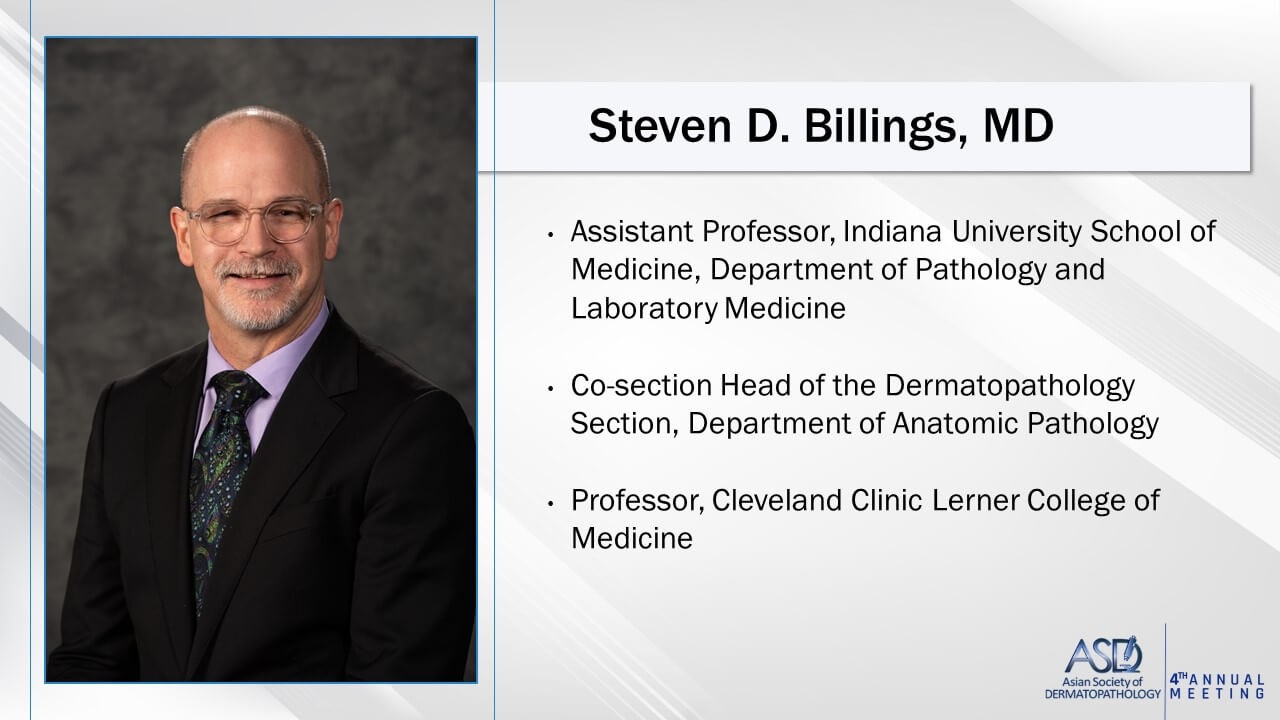 Steven D. Billings, MD
• Assistant Professor, Indiana University School of
Medicine, Department of Pathology and
Laboratory Medicine
• Co-section Head of the Dermatopathology
Section, Department of Anatomic Pathology
• Professor, Cleveland Clinic Lerner College of
Medicine
ASD
Asian Society of
DERMATOPATHOLOGY
4TH ANNUAL
MEETING